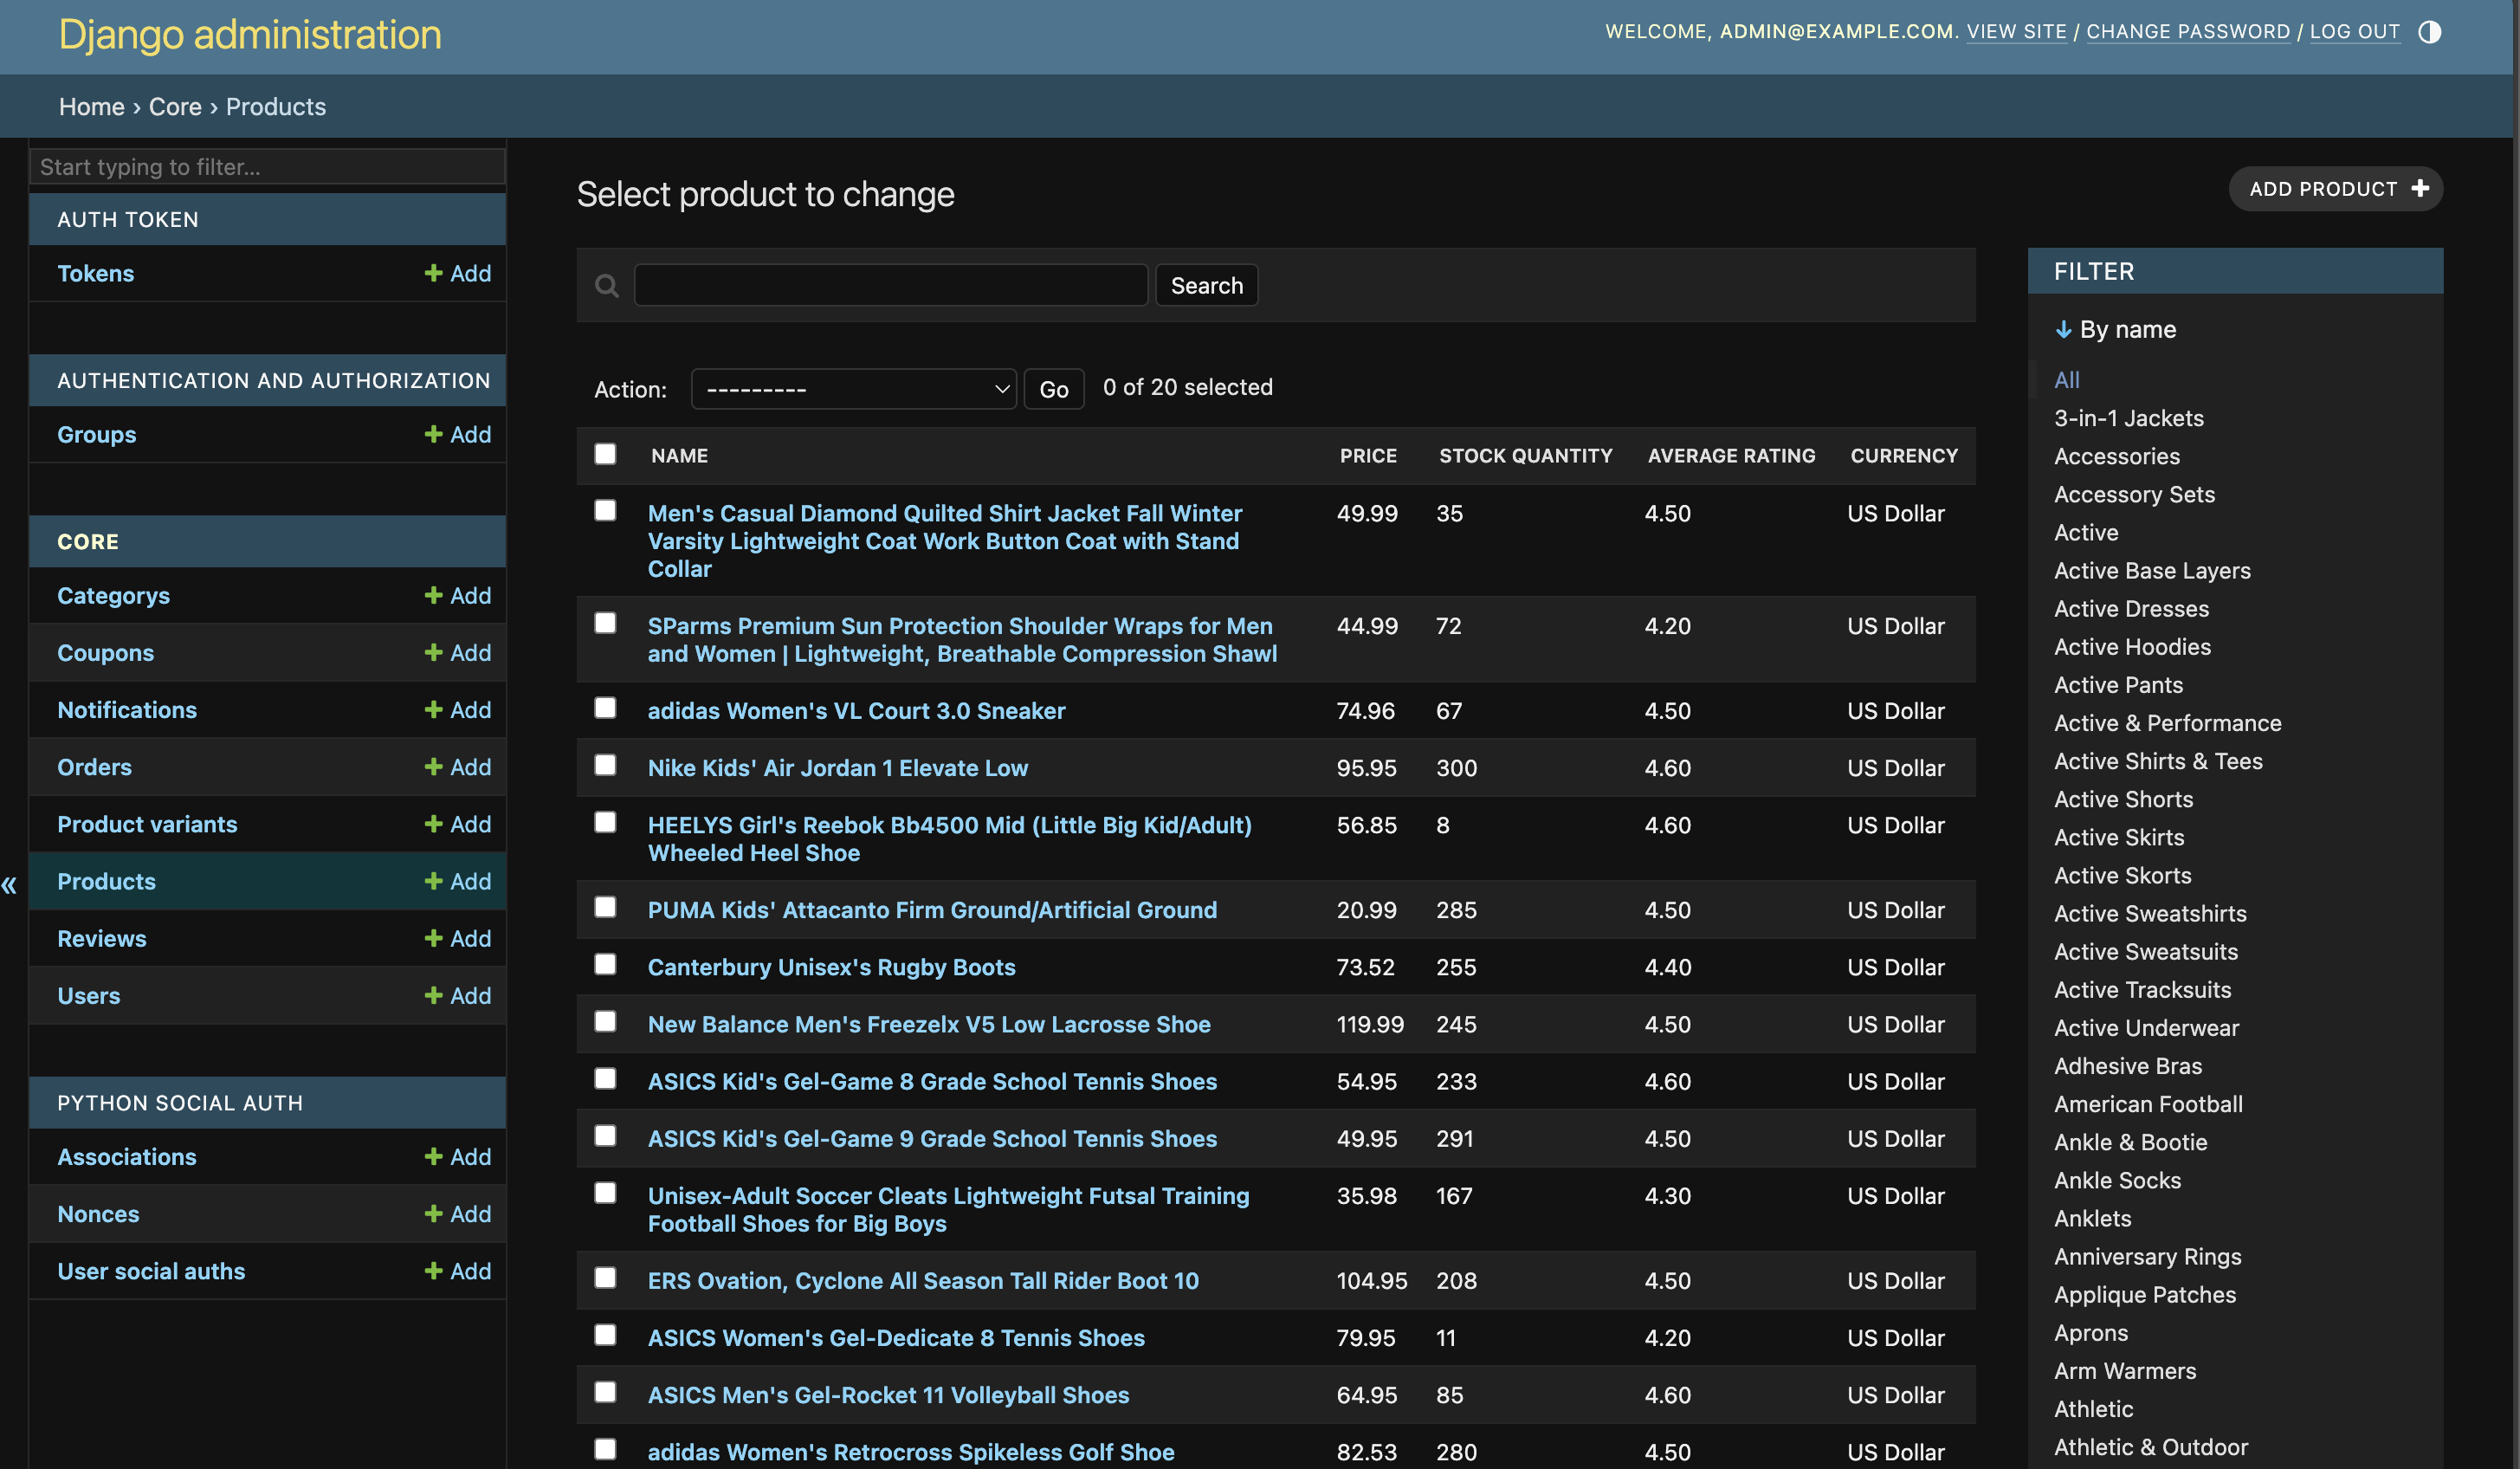 Django administration
WELCOME, ADMIN@EXAMPLE.COM. VIEW SITE / CHANGE PASSWORD / LOG OUT
Home › Core › Products
Start typing to filter...
AUTH TOKEN
Tokens + Add
AUTHENTICATION AND AUTHORIZATION
Groups + Add
CORE
Categorys + Add
Coupons + Add
Notifications + Add
Orders + Add
Product variants + Add
Products + Add
Reviews + Add
Users + Add
PYTHON SOCIAL AUTH
Associations + Add
Nonces + Add
User social auths + Add
«
Select product to change
ADD PRODUCT +
Search
Action: --------- Go 0 of 20 selected
NAME PRICE STOCK QUANTITY AVERAGE RATING CURRENCY
Men's Casual Diamond Quilted Shirt Jacket Fall Winter 49.99 35 4.50 US Dollar
Varsity Lightweight Coat Work Button Coat with Stand
Collar
SParms Premium Sun Protection Shoulder Wraps for Men 44.99 72 4.20 US Dollar
and Women | Lightweight, Breathable Compression Shawl
adidas Women's VL Court 3.0 Sneaker 74.96 67 4.50 US Dollar
Nike Kids' Air Jordan 1 Elevate Low 95.95 300 4.60 US Dollar
HEELYS Girl's Reebok Bb4500 Mid (Little Big Kid/Adult) 56.85 8 4.60 US Dollar
Wheeled Heel Shoe
PUMA Kids' Attacanto Firm Ground/Artificial Ground 20.99 285 4.50 US Dollar
Canterbury Unisex's Rugby Boots 73.52 255 4.40 US Dollar
New Balance Men's Freezelx V5 Low Lacrosse Shoe 119.99 245 4.50 US Dollar
ASICS Kid's Gel-Game 8 Grade School Tennis Shoes 54.95 233 4.60 US Dollar
ASICS Kid's Gel-Game 9 Grade School Tennis Shoes 49.95 291 4.50 US Dollar
Unisex-Adult Soccer Cleats Lightweight Futsal Training 35.98 167 4.30 US Dollar
Football Shoes for Big Boys
ERS Ovation, Cyclone All Season Tall Rider Boot 10 104.95 208 4.50 US Dollar
ASICS Women's Gel-Dedicate 8 Tennis Shoes 79.95 11 4.20 US Dollar
ASICS Men's Gel-Rocket 11 Volleyball Shoes 64.95 85 4.60 US Dollar
adidas Women's Retrocross Spikeless Golf Shoe 82.53 280 4.50 US Dollar
FILTER
↓ By name
All
3-in-1 Jackets
Accessories
Accessory Sets
Active
Active Base Layers
Active Dresses
Active Hoodies
Active Pants
Active & Performance
Active Shirts & Tees
Active Shorts
Active Skirts
Active Skorts
Active Sweatshirts
Active Sweatsuits
Active Tracksuits
Active Underwear
Adhesive Bras
American Football
Ankle & Bootie
Ankle Socks
Anklets
Anniversary Rings
Applique Patches
Aprons
Arm Warmers
Athletic
Athletic & Outdoor